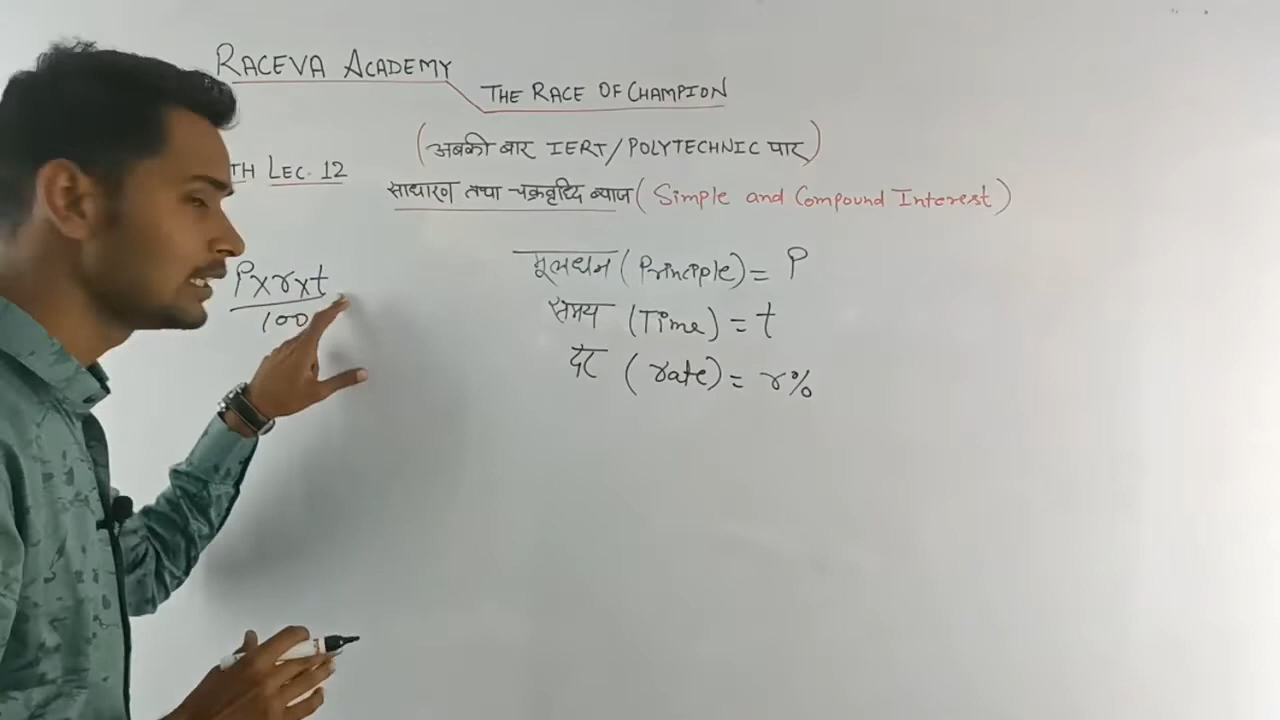 RACEVA ACADEMY
THE RACE OF CHAMPION
(अबकी बार IERT/POLYTECHNIC पार)
TH LEC. 12
साधारण तथा चक्रवृद्धि ब्याज (Simple and Compound Interest)
मूलधन (Principle) = P
P×r×t
100
समय (Time) = t
दर (rate) = r%